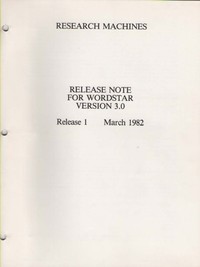 RESEARCH MACHINES
RELEASE NOTE
FOR WORDSTAR
VERSION 3.0
Release 1 March 1982